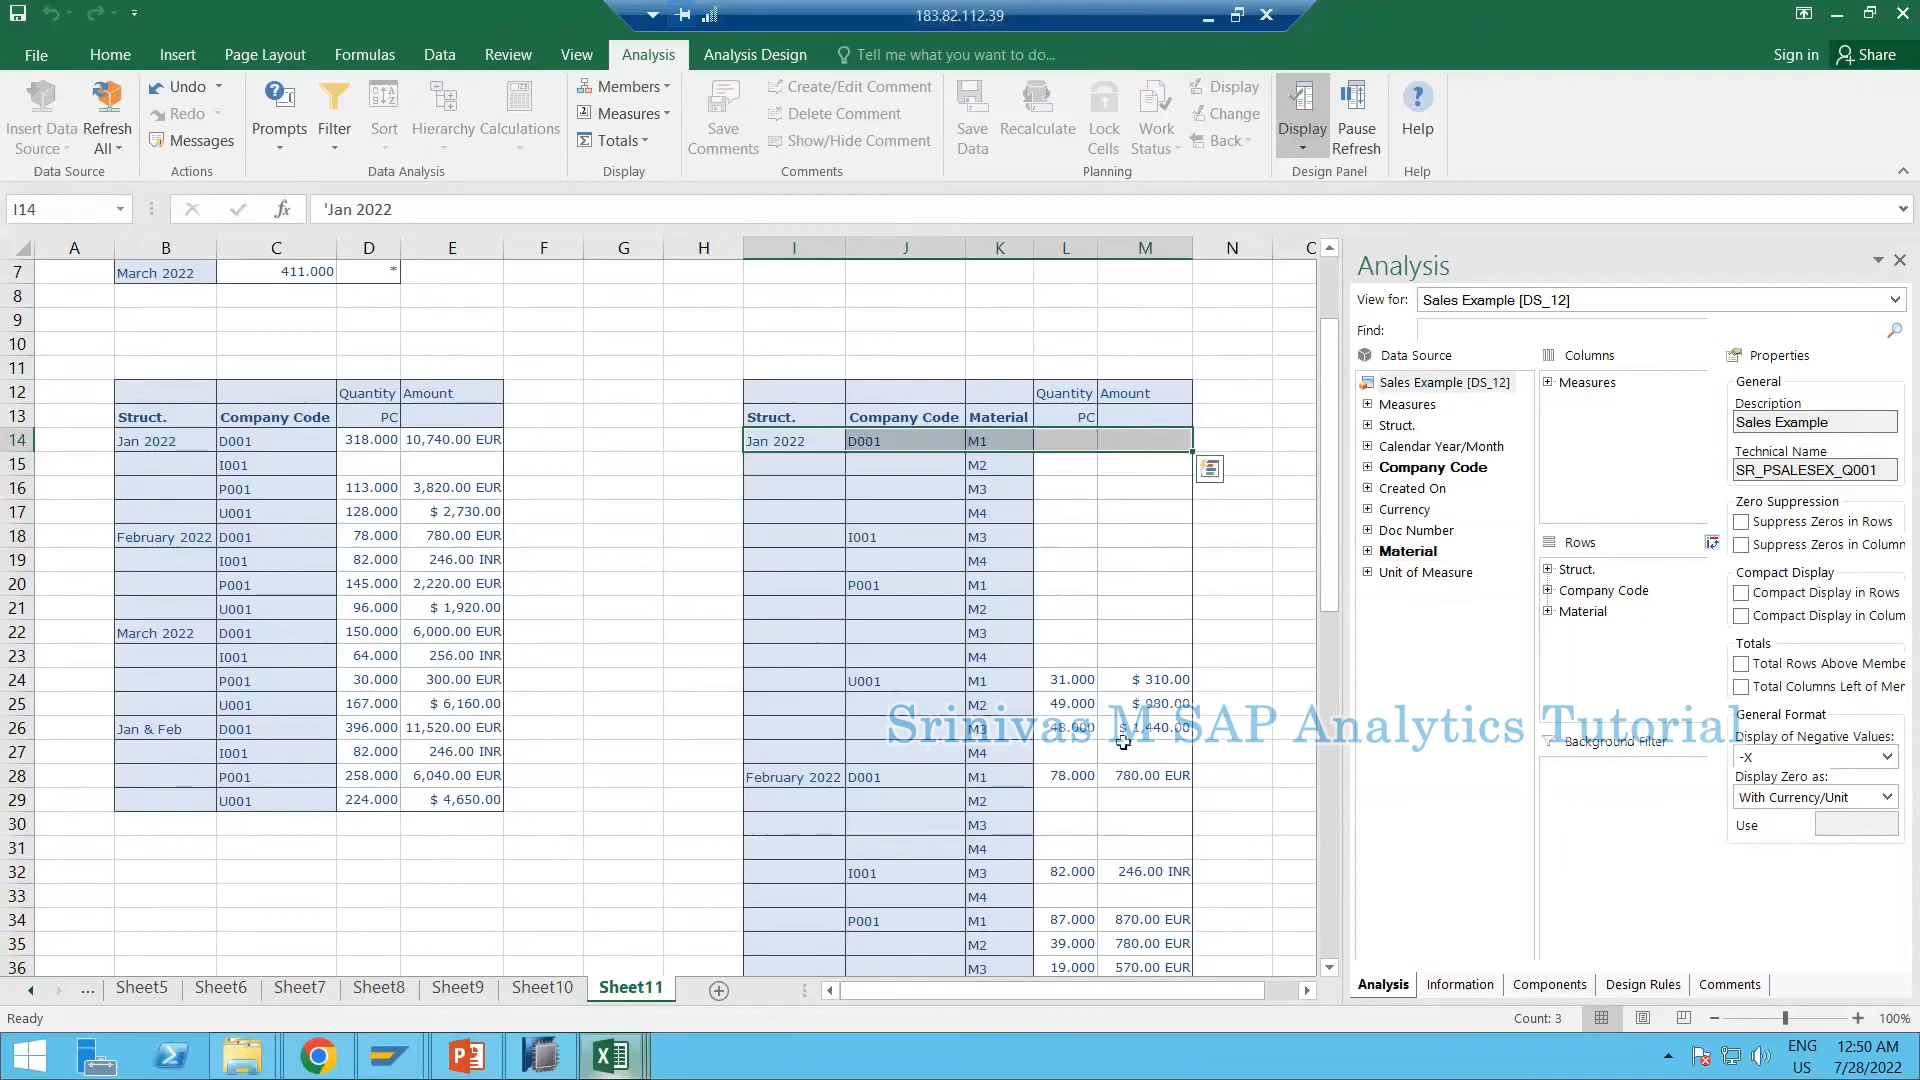 183.82.112.39
File Home Insert Page Layout Formulas Data Review View Analysis Analysis Design Tell me what you want to do... Sign in Share
Insert Data Source
Refresh All
Data Source
Undo
Redo
Messages
Actions
Prompts Filter Sort Hierarchy Calculations
Data Analysis
Members
Measures
Totals
Display
Save Comments
Create/Edit Comment
Delete Comment
Show/Hide Comment
Comments
Save Data
Recalculate
Lock Cells
Work Status
Display
Change
Back
Planning
Display
Pause Refresh
Design Panel
Help
Help
I14 fx 'Jan 2022
A B C D E F G H I J K L M N C
7 March 2022 411.000 *
8
9
10
11
12 Quantity Amount Quantity Amount
13 Struct. Company Code PC Struct. Company Code Material PC
14 Jan 2022 D001 318.000 10,740.00 EUR Jan 2022 D001 M1
15 I001 M2
16 P001 113.000 3,820.00 EUR M3
17 U001 128.000 $ 2,730.00 M4
18 February 2022 D001 78.000 780.00 EUR I001 M3
19 I001 82.000 246.00 INR M4
20 P001 145.000 2,220.00 EUR P001 M1
21 U001 96.000 $ 1,920.00 M2
22 March 2022 D001 150.000 6,000.00 EUR M3
23 I001 64.000 256.00 INR M4
24 P001 30.000 300.00 EUR U001 M1 31.000 $ 310.00
25 U001 167.000 $ 6,160.00 M2 49.000 $ 980.00
26 Jan & Feb D001 396.000 11,520.00 EUR M3 48.000 $ 1,440.00
27 I001 82.000 246.00 INR M4
28 P001 258.000 6,040.00 EUR February 2022 D001 M1 78.000 780.00 EUR
29 U001 224.000 $ 4,650.00 M2
30 M3
31 M4
32 I001 M3 82.000 246.00 INR
33 M4
34 P001 M1 87.000 870.00 EUR
35 M2 39.000 780.00 EUR
36 M3 19.000 570.00 EUR
Srinivas M SAP Analytics Tutorial
Analysis
View for: Sales Example [DS_12]
Find:
Data Source
Sales Example [DS_12]
Measures
Struct.
Calendar Year/Month
Company Code
Created On
Currency
Doc Number
Material
Unit of Measure
Columns
Measures
Rows
Struct.
Company Code
Material
Background Filter
Properties
General
Description
Sales Example
Technical Name
SR_PSALESEX_Q001
Zero Suppression
Suppress Zeros in Rows
Suppress Zeros in Column
Compact Display
Compact Display in Rows
Compact Display in Colum
Totals
Total Rows Above Membe
Total Columns Left of Mer
General Format
Display of Negative Values:
-X
Display Zero as:
With Currency/Unit
Use
Analysis Information Components Design Rules Comments
... Sheet5 Sheet6 Sheet7 Sheet8 Sheet9 Sheet10 Sheet11
Ready Count: 3 100%
ENG 12:50 AM
US 7/28/2022